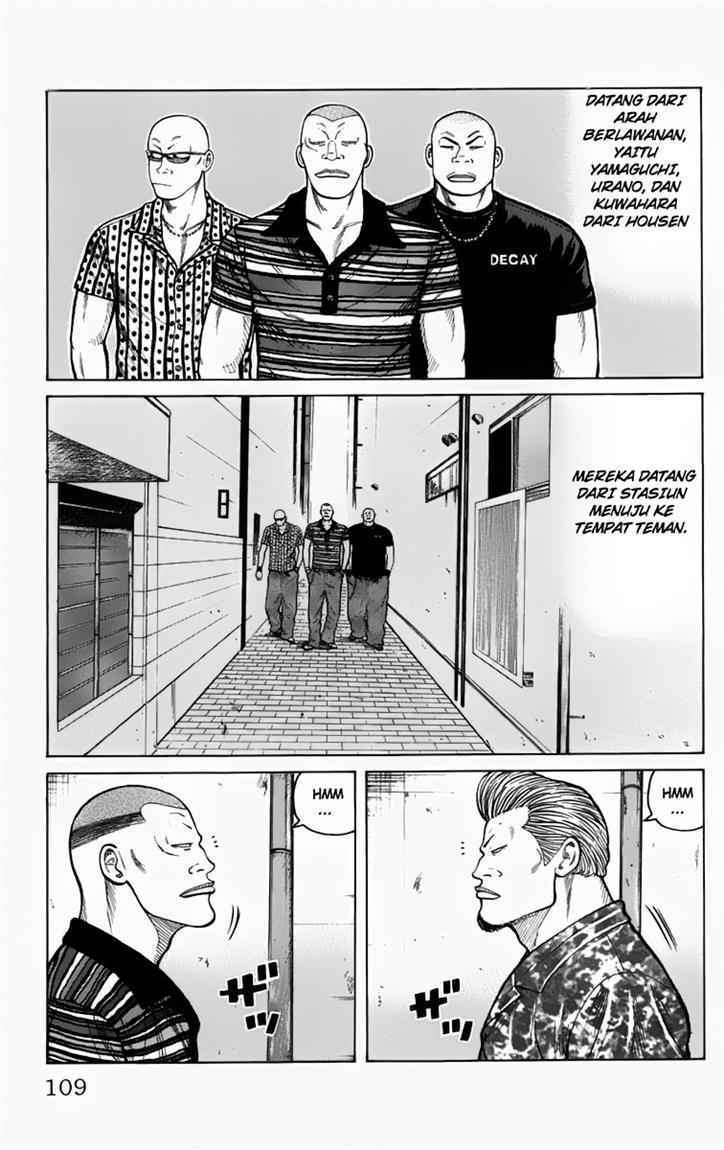 DATANG DARI
ARAH
BERLAWANAN,
YAITU
YAMAGUCHI,
URANO, DAN
KUWAHARA
DARI HOUSEN
DECAY
MEREKA DATANG
DARI STASIUN
MENUJU KE
TEMPAT TEMAN.
HMM
...
ザッ
HMM
...
ザッ
109